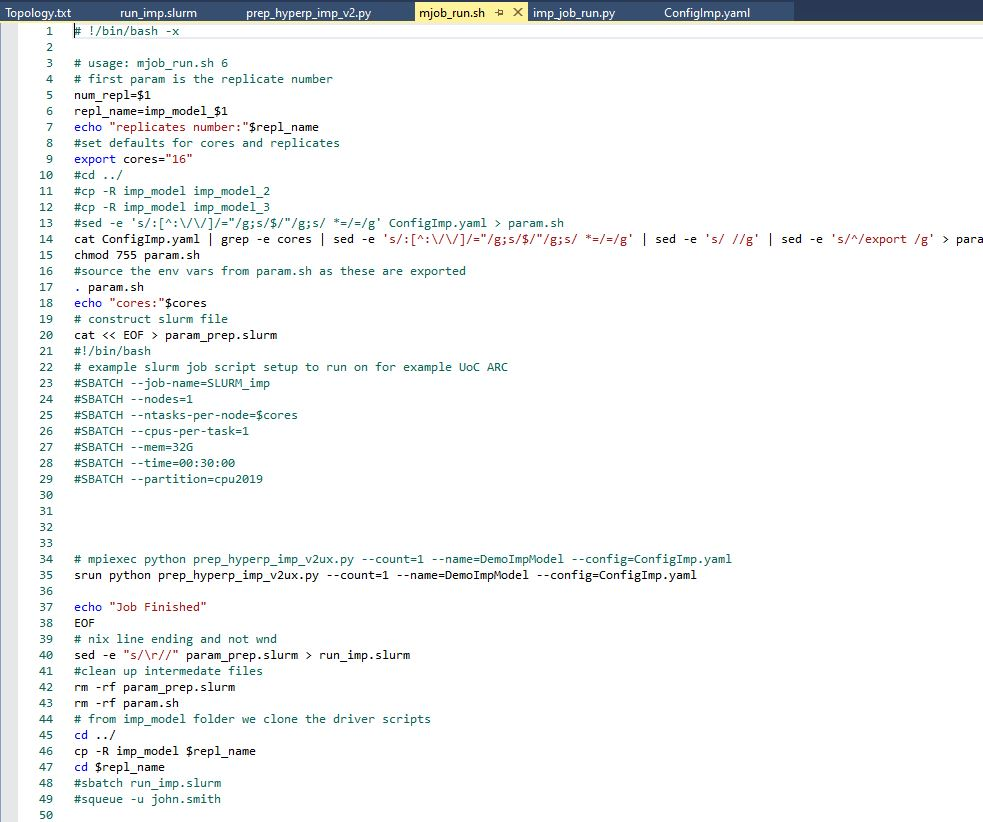 Topology.txt run_imp.slurm prep_hyperp_imp_v2.py mjob_run.sh imp_job_run.py ConfigImp.yaml
1 # !/bin/bash -x
2
3 # usage: mjob_run.sh 6
4 # first param is the replicate number
5 num_repl=$1
6 repl_name=imp_model_$1
7 echo "replicates number:"$repl_name
8 #set defaults for cores and replicates
9 export cores="16"
10 #cd ../
11 #cp -R imp_model imp_model_2
12 #cp -R imp_model imp_model_3
13 #sed -e 's/:[^:\/\/]/="/g;s/$/"/g;s/ *=/=/g' ConfigImp.yaml > param.sh
14 cat ConfigImp.yaml | grep -e cores | sed -e 's/:[^:\/\/]/="/g;s/$/"/g;s/ *=/=/g' | sed -e 's/ //g' | sed -e 's/^/export /g' > para
15 chmod 755 param.sh
16 #source the env vars from param.sh as these are exported
17 . param.sh
18 echo "cores:"$cores
19 # construct slurm file
20 cat << EOF > param_prep.slurm
21 #!/bin/bash
22 # example slurm job script setup to run on for example UoC ARC
23 #SBATCH --job-name=SLURM_imp
24 #SBATCH --nodes=1
25 #SBATCH --ntasks-per-node=$cores
26 #SBATCH --cpus-per-task=1
27 #SBATCH --mem=32G
28 #SBATCH --time=00:30:00
29 #SBATCH --partition=cpu2019
30
31
32
33
34 # mpiexec python prep_hyperp_imp_v2ux.py --count=1 --name=DemoImpModel --config=ConfigImp.yaml
35 srun python prep_hyperp_imp_v2ux.py --count=1 --name=DemoImpModel --config=ConfigImp.yaml
36
37 echo "Job Finished"
38 EOF
39 # nix line ending and not wnd
40 sed -e "s/\r//" param_prep.slurm > run_imp.slurm
41 #clean up intermedate files
42 rm -rf param_prep.slurm
43 rm -rf param.sh
44 # from imp_model folder we clone the driver scripts
45 cd ../
46 cp -R imp_model $repl_name
47 cd $repl_name
48 #sbatch run_imp.slurm
49 #squeue -u john.smith
50